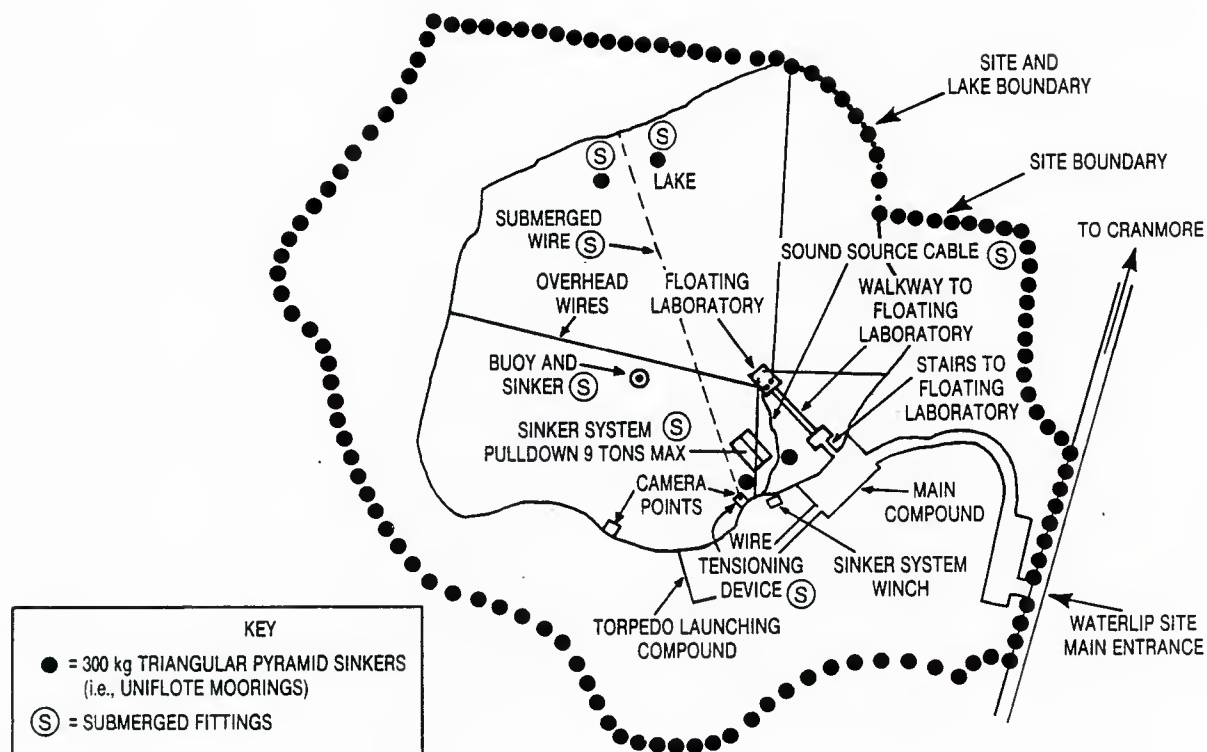 SITE AND
LAKE BOUNDARY
SITE BOUNDARY
TO CRANMORE
S
S
LAKE
SUBMERGED
WIRE S
SOUND SOURCE CABLE S
OVERHEAD
WIRES
FLOATING
LABORATORY
WALKWAY TO
FLOATING
LABORATORY
BUOY AND
SINKER S
STAIRS TO
FLOATING
LABORATORY
SINKER SYSTEM S
PULLDOWN 9 TONS MAX
CAMERA
POINTS
MAIN
COMPOUND
WIRE
TENSIONING
DEVICE S
SINKER SYSTEM
WINCH
TORPEDO LAUNCHING
COMPOUND
WATERLIP SITE
MAIN ENTRANCE
KEY
● = 300 kg TRIANGULAR PYRAMID SINKERS
(i.e., UNIFLOTE MOORINGS)
S = SUBMERGED FITTINGS